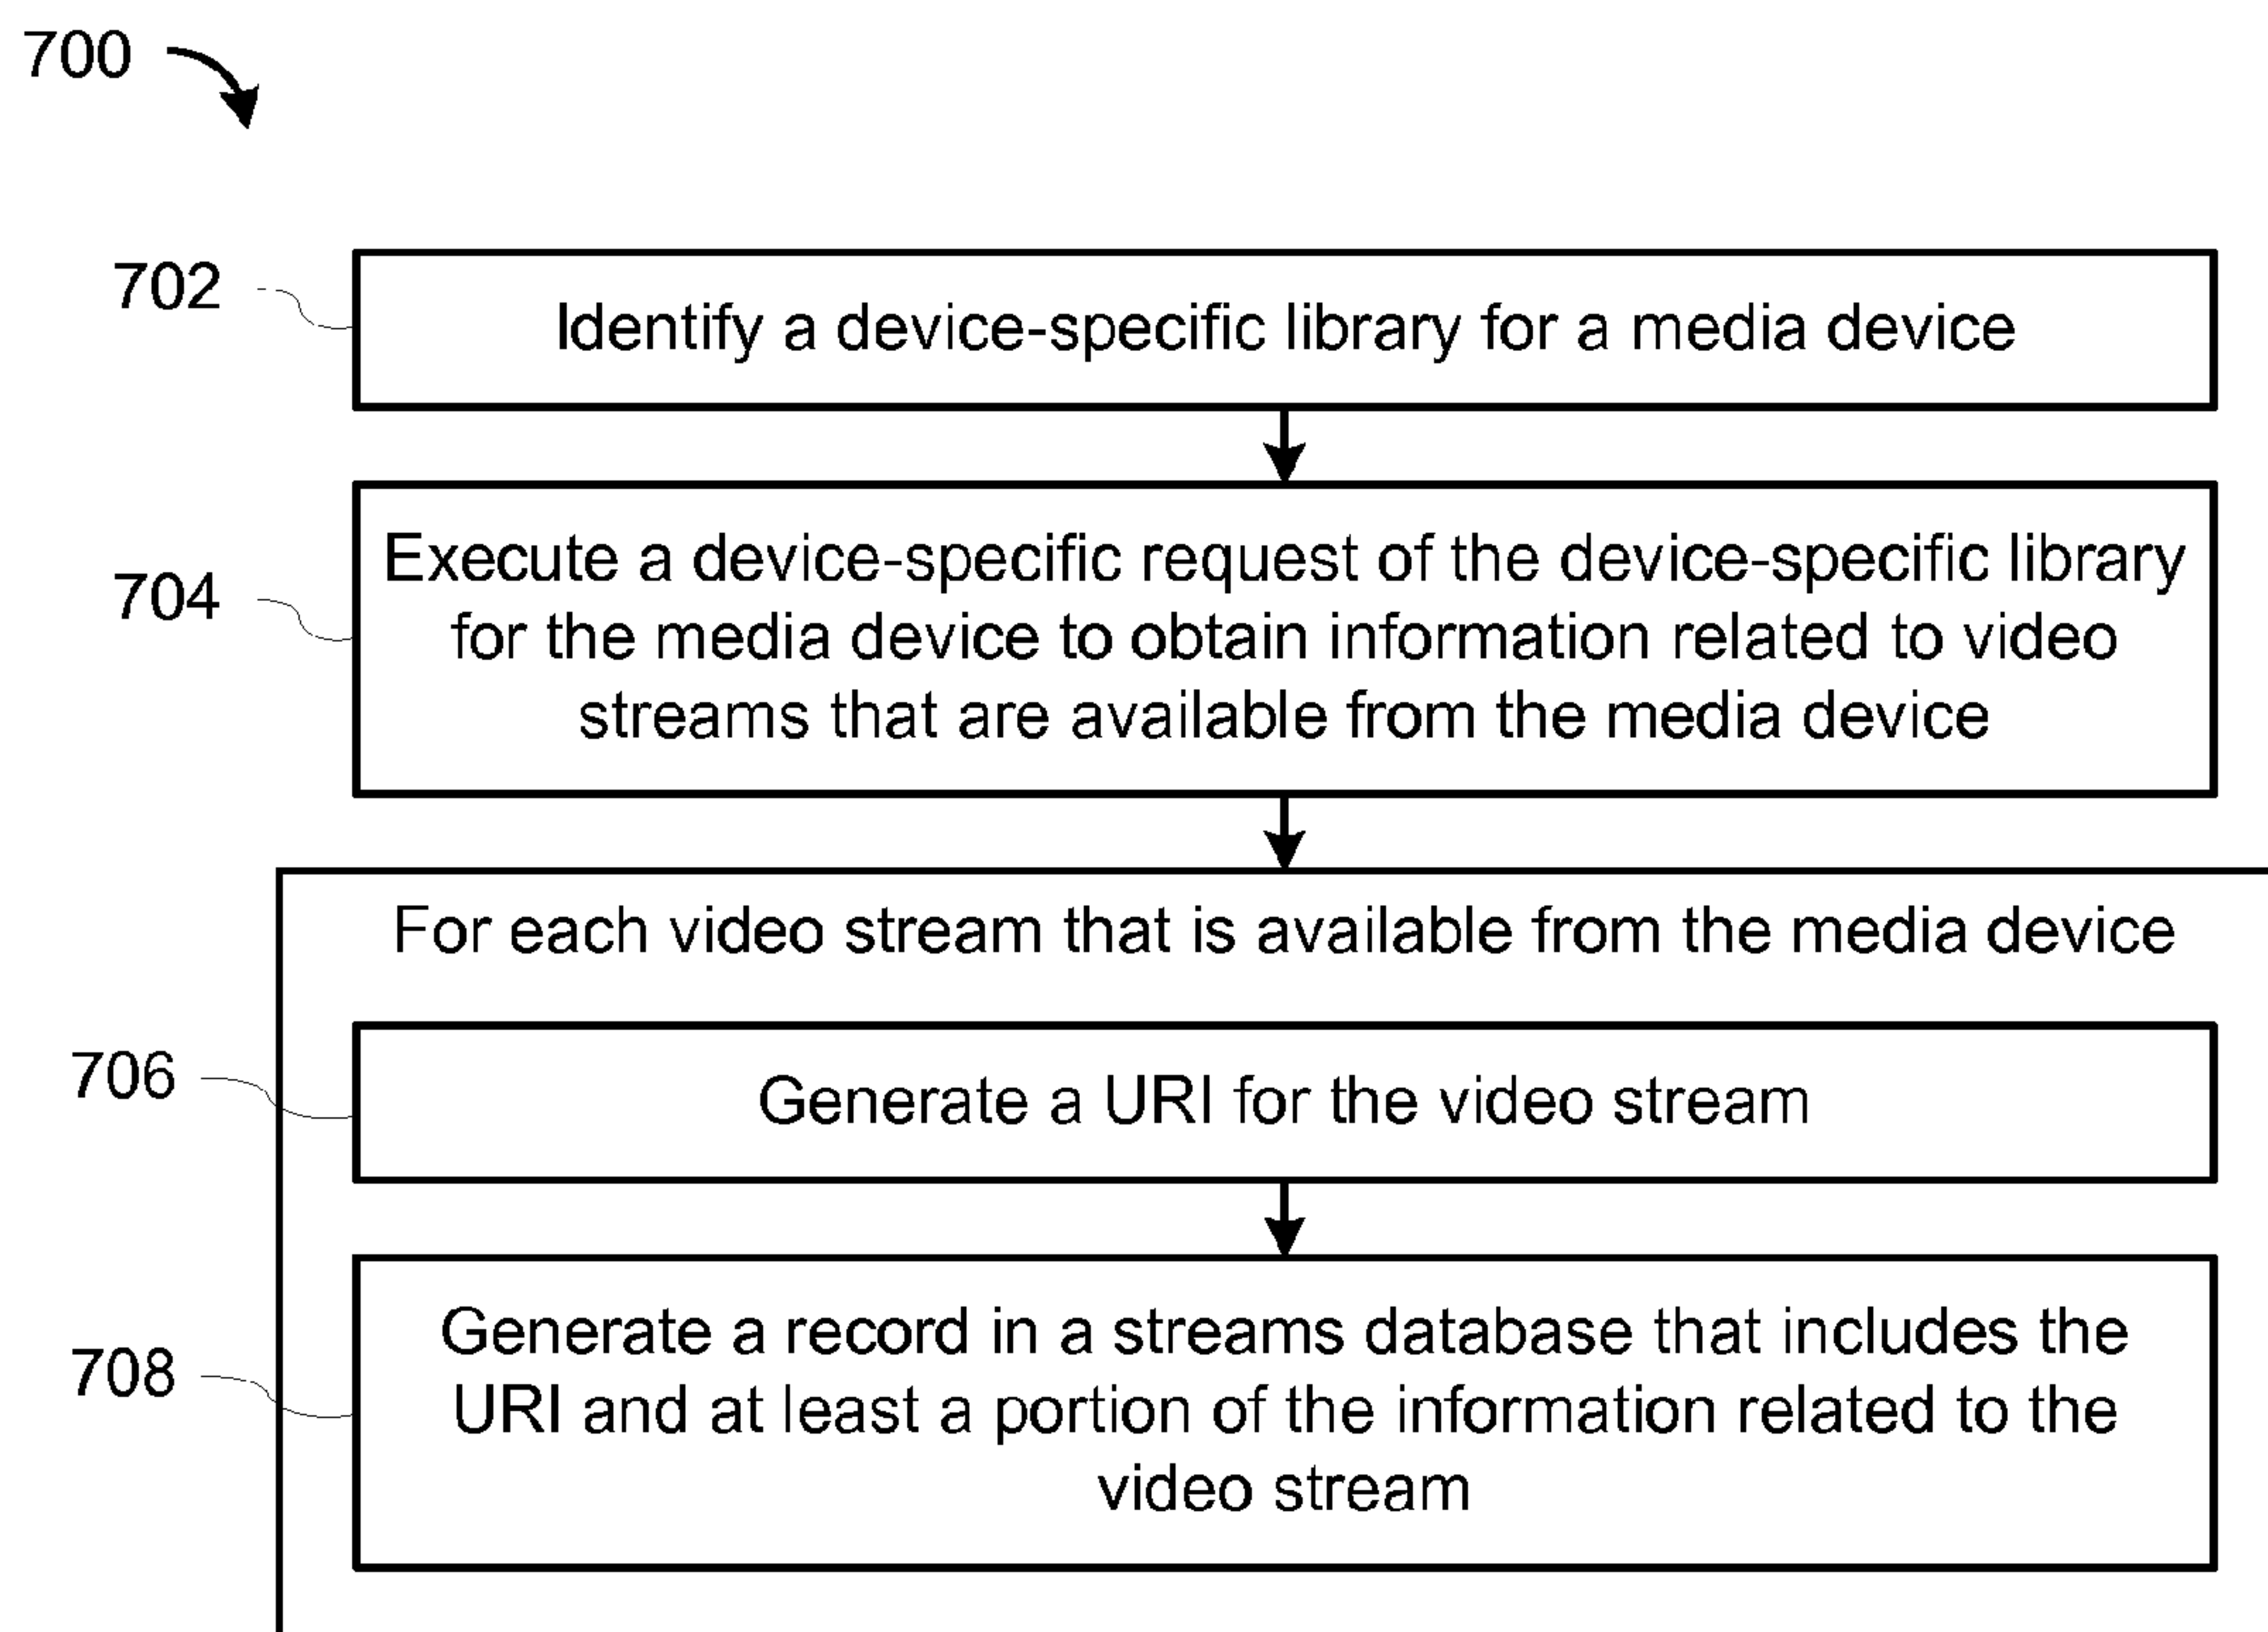 700
702
Identify a device-specific library for a media device
704
Execute a device-specific request of the device-specific library
for the media device to obtain information related to video
streams that are available from the media device
For each video stream that is available from the media device
706
Generate a URI for the video stream
708
Generate a record in a streams database that includes the
URI and at least a portion of the information related to the
video stream